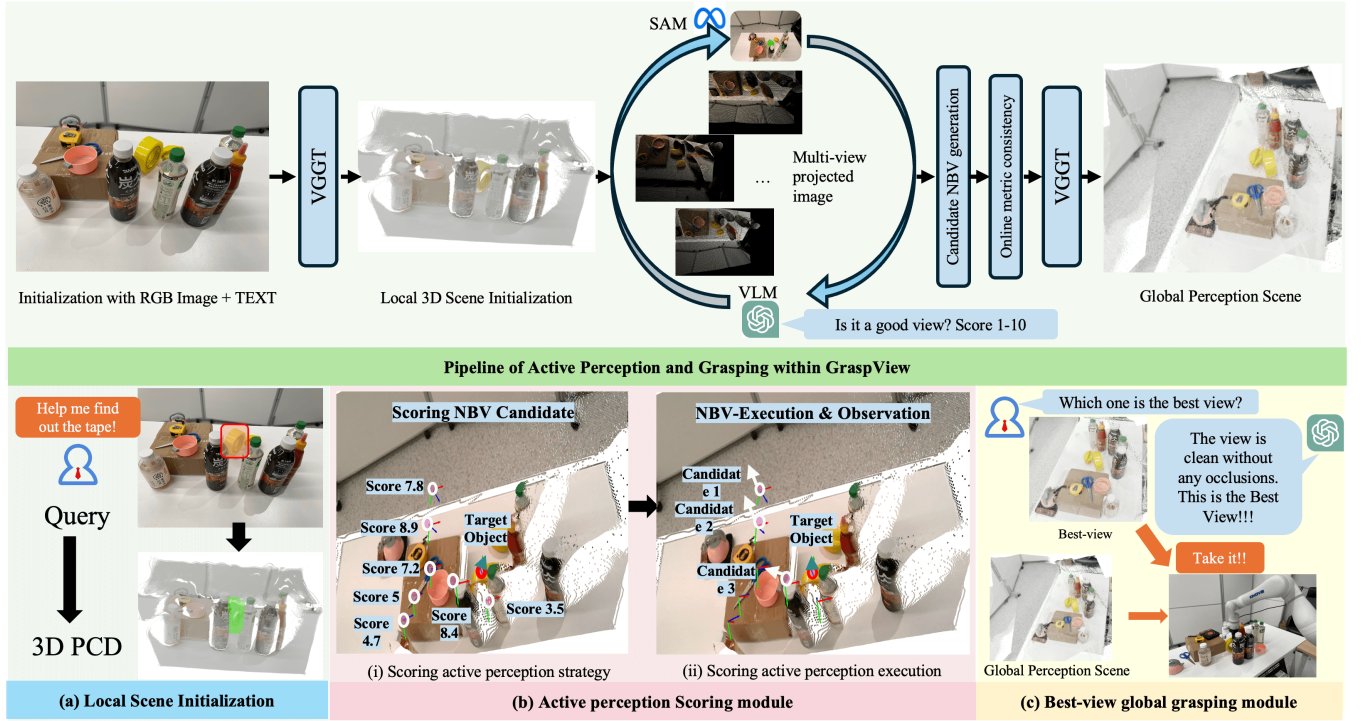 SAM
VGGT
Multi-view
projected
image
...
Candidate NBV generation
Online metric consistency
VGGT
VLM
Is it a good view? Score 1-10
Initialization with RGB Image + TEXT
Local 3D Scene Initialization
Global Perception Scene
Pipeline of Active Perception and Grasping within GraspView
Help me find
out the tape!
Query
3D PCD
(a) Local Scene Initialization
Scoring NBV Candidate
Score 7.8
Score 8.9
Target
Object
Score 7.2
Score 5
Score
4.7
Score
8.4
Score 3.5
(i) Scoring active perception strategy
NBV-Execution & Observation
Candidat
e 1
Candidat
e 2
Target
Object
Candidat
e 3
(ii) Scoring active perception execution
(b) Active perception Scoring module
Which one is the best view?
The view is
clean without
any occlusions.
This is the Best
View!!!
Best-view
Take it!!
Global Perception Scene
(c) Best-view global grasping module